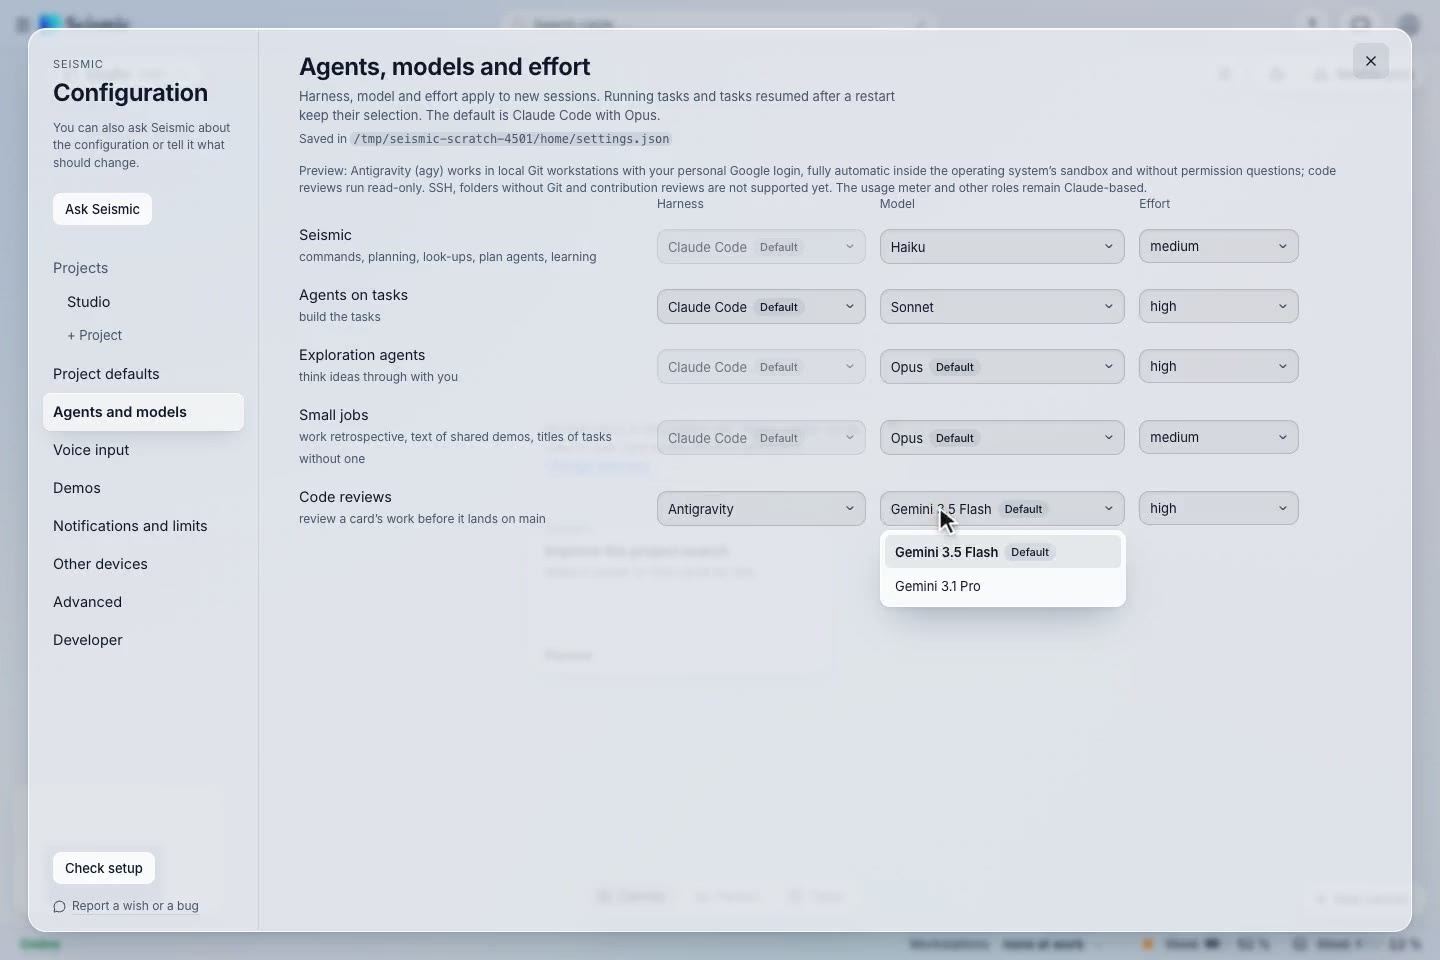 SEISMIC
Configuration
You can also ask Seismic about
the configuration or tell it what
should change.
Ask Seismic
Projects
Studio
+ Project
Project defaults
Agents and models
Voice input
Demos
Notifications and limits
Other devices
Advanced
Developer
Check setup
Report a wish or a bug
Agents, models and effort
Harness, model and effort apply to new sessions. Running tasks and tasks resumed after a restart
keep their selection. The default is Claude Code with Opus.
Saved in /tmp/seismic-scratch-4501/home/settings.json
Preview: Antigravity (agy) works in local Git workstations with your personal Google login, fully automatic inside the operating system’s sandbox and without permission questions; code
reviews run read-only. SSH, folders without Git and contribution reviews are not supported yet. The usage meter and other roles remain Claude-based.
Harness Model Effort
Seismic
commands, planning, look-ups, plan agents, learning
Claude Code Default Haiku medium
Agents on tasks
build the tasks
Claude Code Default Sonnet high
Exploration agents
think ideas through with you
Claude Code Default Opus Default high
Small jobs
work retrospective, text of shared demos, titles of tasks
without one
Claude Code Default Opus Default medium
Code reviews
review a card’s work before it lands on main
Antigravity Gemini 3.5 Flash Default high
Gemini 3.5 Flash Default
Gemini 3.1 Pro